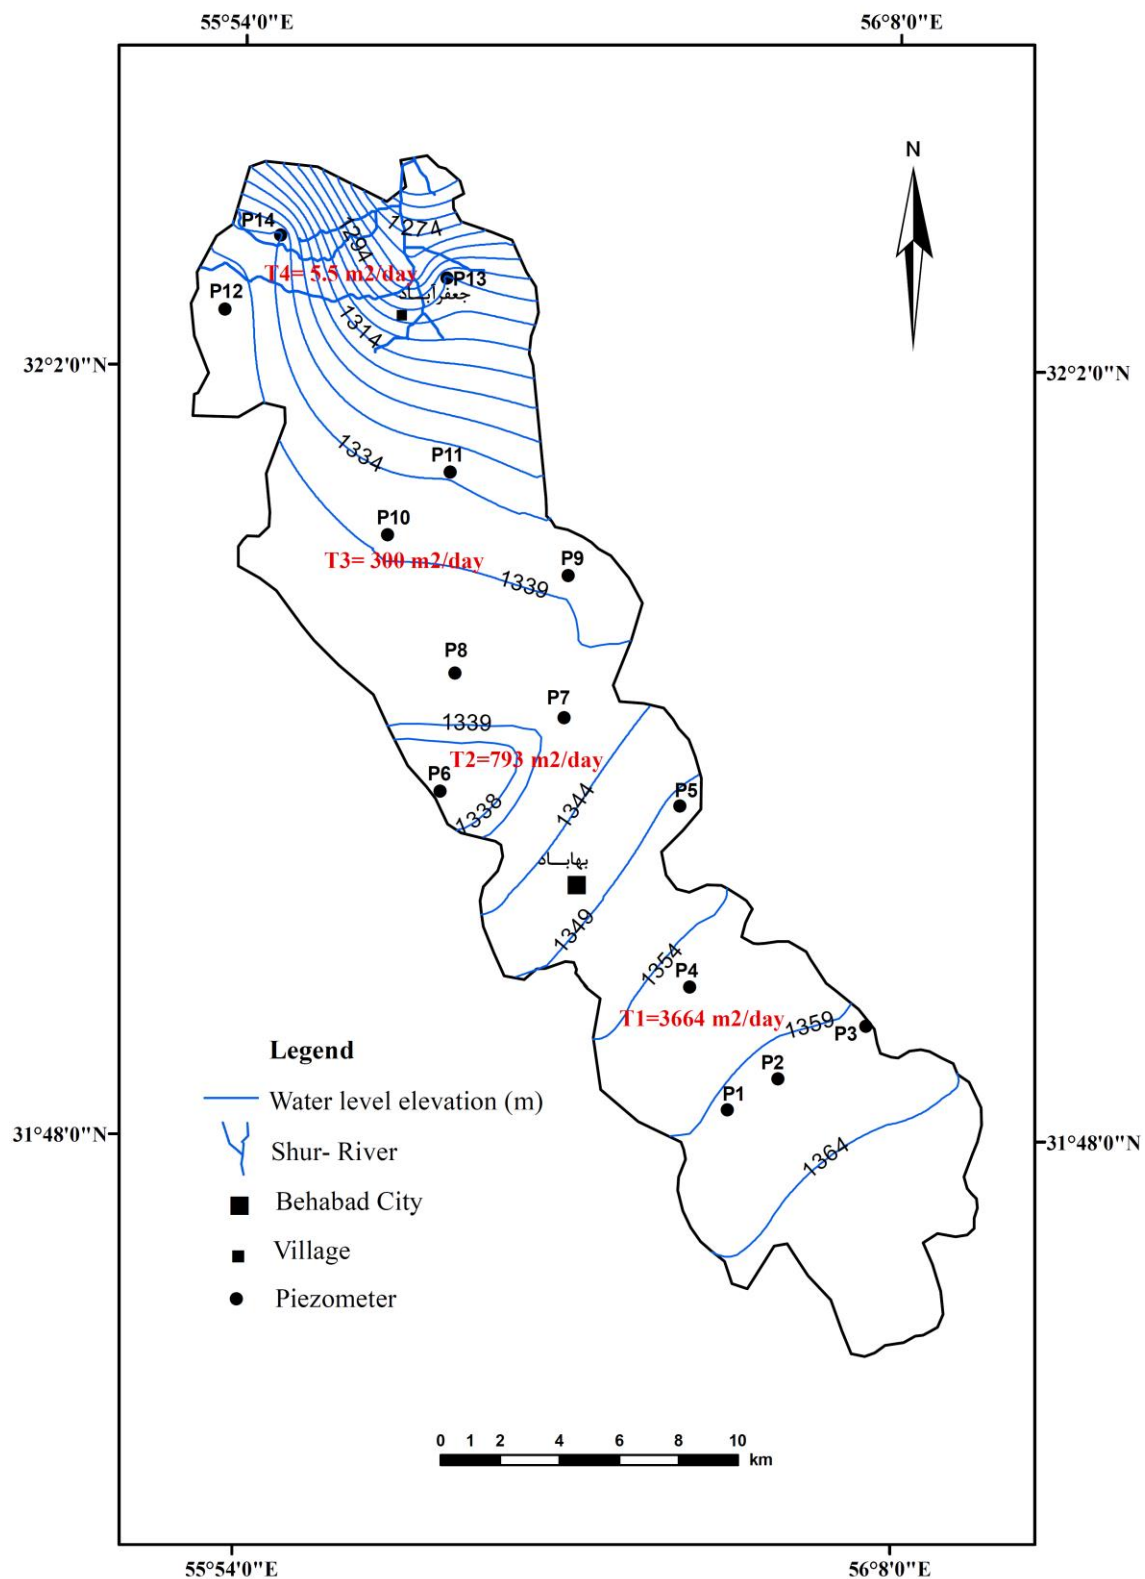 55°54'0"E
56°8'0"E
N
P14
1274
1294
T4= 5.5 m2/day
P13
P12
جعفرآبـــاد
1314
32°2'0"N
32°2'0"N
1334
P11
P10
T3= 300 m2/day
P9
1339
P8
P7
1339
T2=793 m2/day
P6
P5
1344
1338
بهابـــاد
1349
1354
P4
T1=3664 m2/day
1359
P3
P2
P1
Legend
Water level elevation (m)
31°48'0"N
31°48'0"N
1364
Shur- River
Behabad City
Village
Piezometer
0 1 2 4 6 8 10
km
55°54'0"E
56°8'0"E